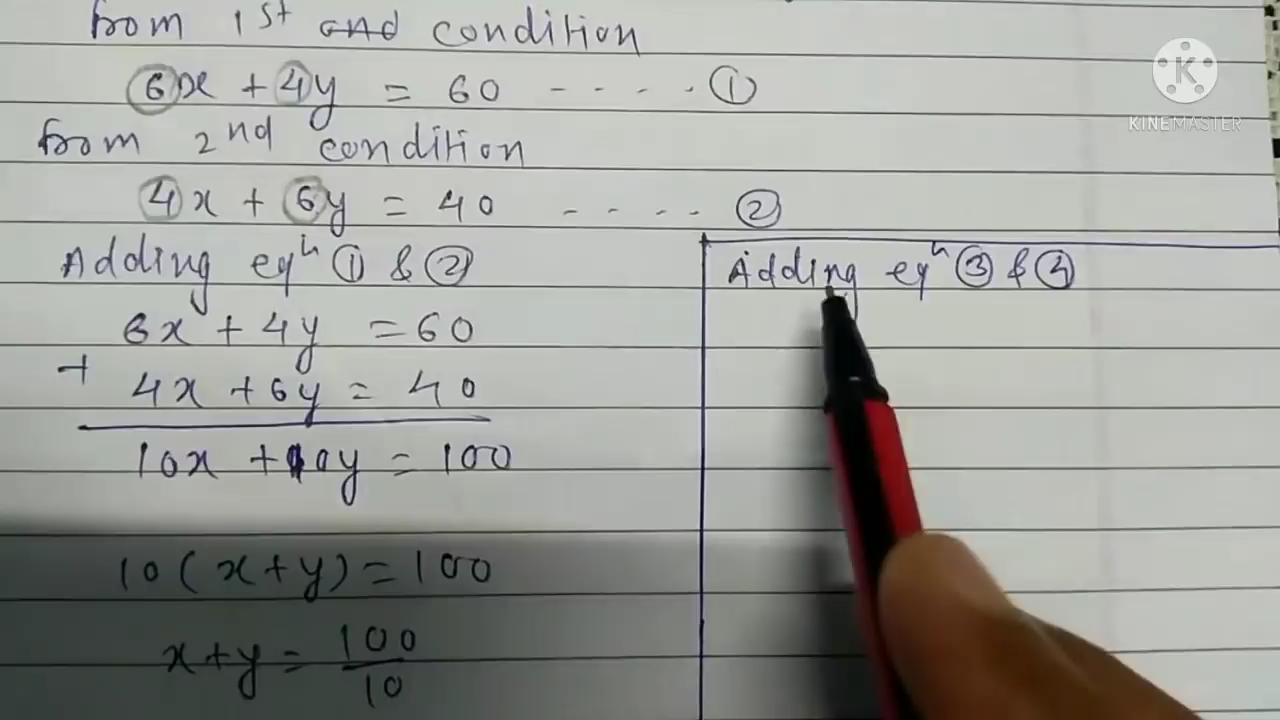 from 1st and condition
6x + 4y = 60 - - - - ①
from 2nd condition
4x + 6y = 40 - - - - ②
Adding eqn ① & ②
6x + 4y = 60
+ 4x + 6y = 40
10x + 10y = 100
10(x+y) = 100
x+y = 100/10
Adding eqn ③ & ④
K
KINEMASTER